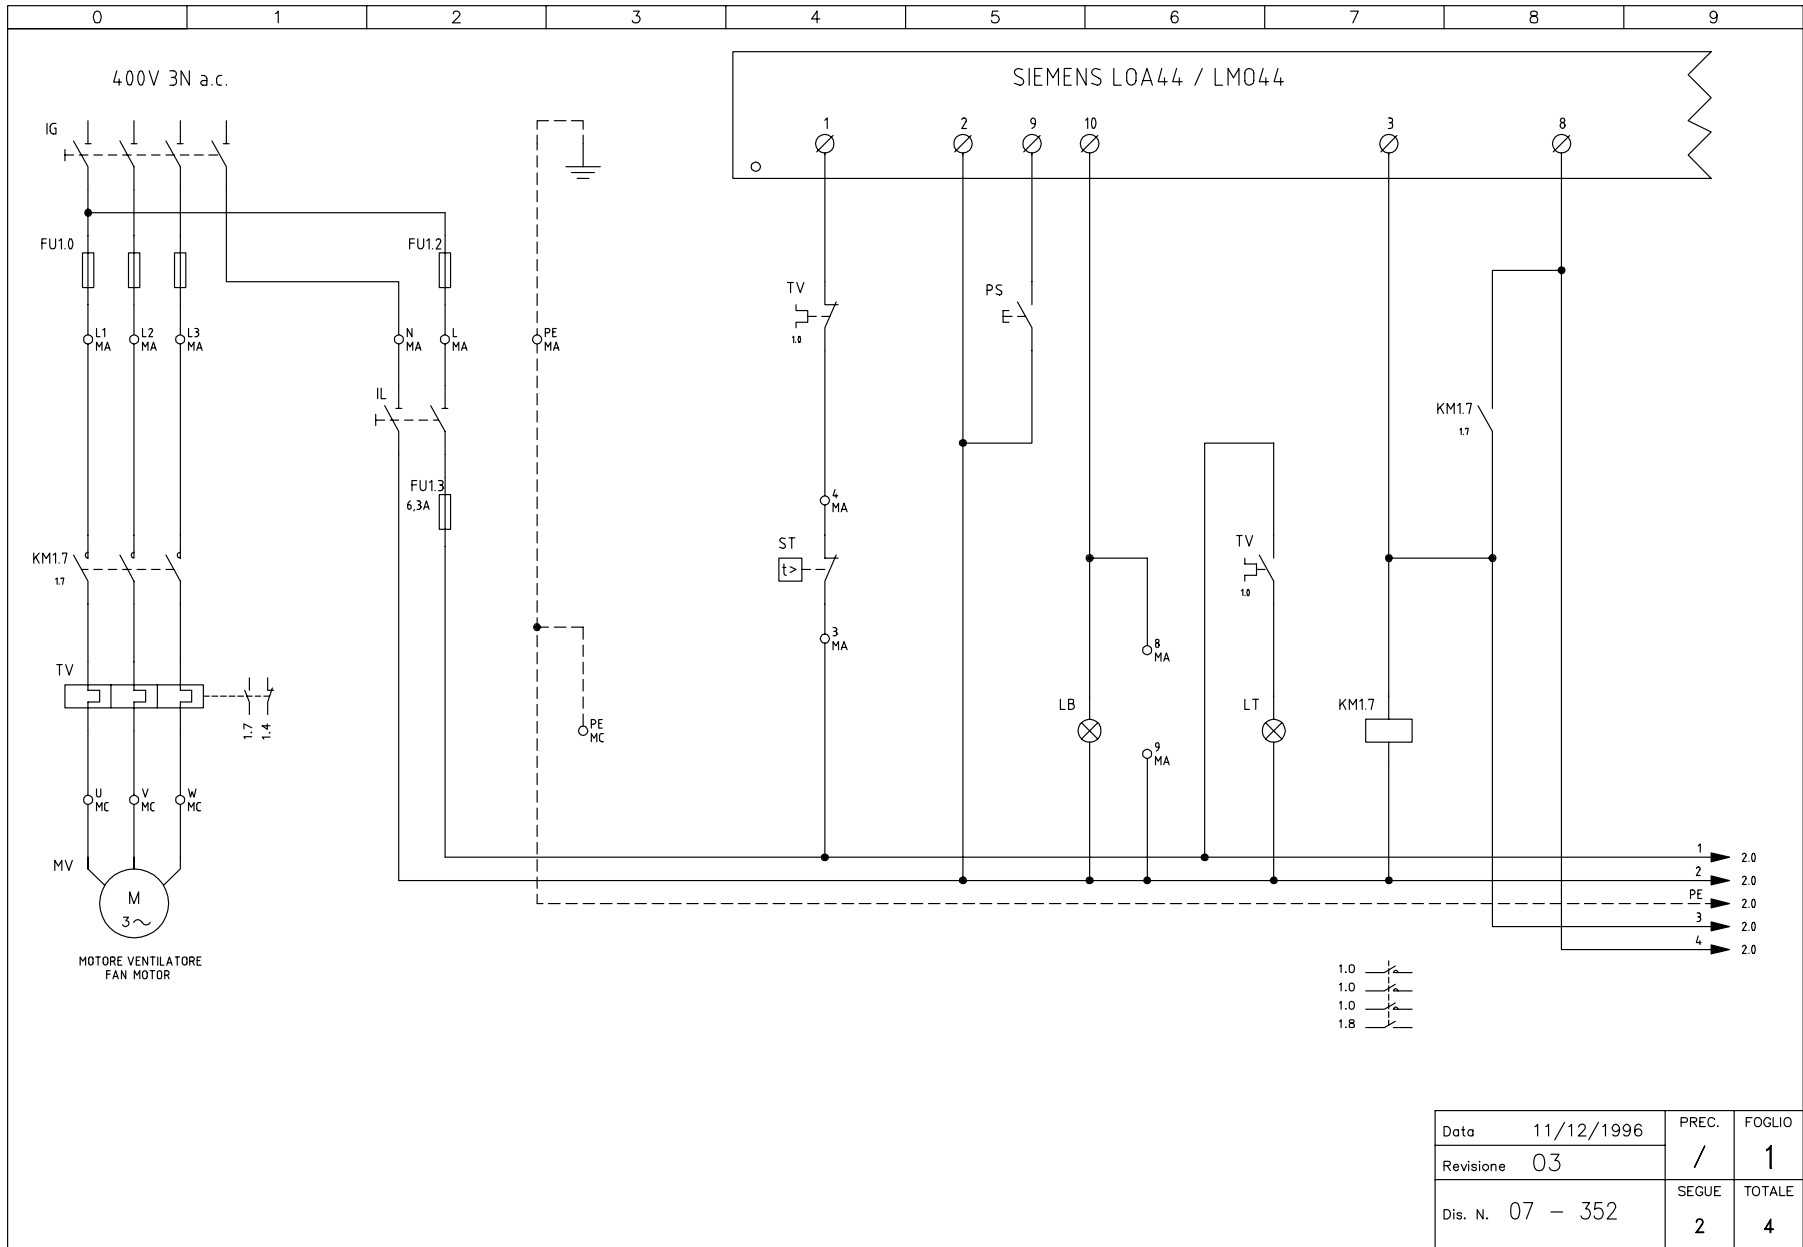 0 1 2 3 4 5 6 7 8 9
400V 3N a.c.
SIEMENS LOA44 / LMO44
IG
1 2 9 10 3 8
FU1.0
FU1.2
TV
1.0
PS
L1
MA
L2
MA
L3
MA
N
MA
L
MA
PE
MA
IL
KM1.7
1.7
FU1.3
6,3A
4
MA
ST
t>
3
MA
KM1.7
1.7
TV
1.0
8
MA
TV
1.7
1.4
PE
MC
LB
LT
KM1.7
9
MA
U
MC
V
MC
W
MC
MV
M
3~
MOTORE VENTILATORE
FAN MOTOR
1 2.0
2 2.0
PE 2.0
3 2.0
4 2.0
1.0
1.0
1.0
1.8
Data 11/12/1996
Revisione 03
Dis. N. 07 - 352
PREC.
/
FOGLIO
1
SEGUE
2
TOTALE
4